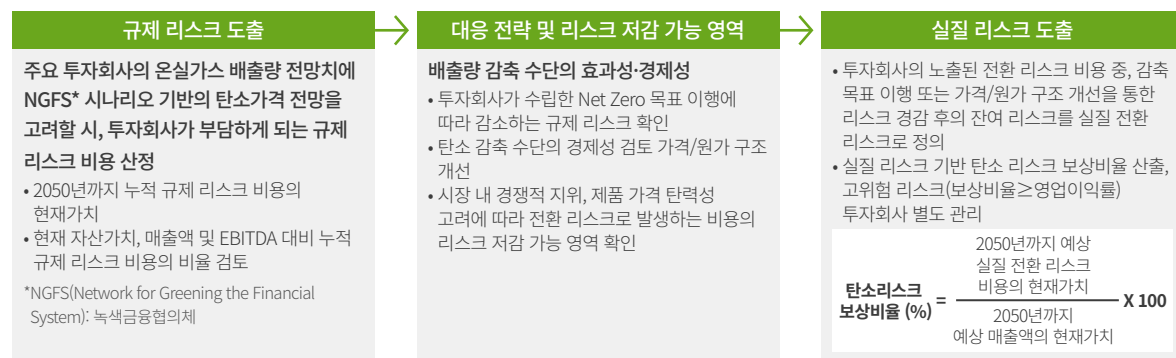 규제 리스크 도출
주요 투자회사의 온실가스 배출량 전망치에
NGFS* 시나리오 기반의 탄소가격 전망을
고려할 시, 투자회사가 부담하게 되는 규제
리스크 비용 산정
• 2050년까지 누적 규제 리스크 비용의
현재가치
• 현재 자산가치, 매출액 및 EBITDA 대비 누적
규제 리스크 비용의 비율 검토
*NGFS(Network for Greening the Financial
System): 녹색금융협의체
대응 전략 및 리스크 저감 가능 영역
배출량 감축 수단의 효과성·경제성
• 투자회사가 수립한 Net Zero 목표 이행에
따라 감소하는 규제 리스크 확인
• 탄소 감축 수단의 경제성 검토 가격/원가 구조
개선
• 시장 내 경쟁적 지위, 제품 가격 탄력성
고려에 따라 전환 리스크로 발생하는 비용의
리스크 저감 가능 영역 확인
실질 리스크 도출
• 투자회사의 노출된 전환 리스크 비용 중, 감축
목표 이행 또는 가격/원가 구조 개선을 통한
리스크 경감 후의 잔여 리스크를 실질 전환
리스크로 정의
• 실질 리스크 기반 탄소 리스크 보상비율 산출,
고위험 리스크(보상비율≥영업이익률)
투자회사 별도 관리
탄소리스크
보상비율 (%) =
2050년까지 예상
실질 전환 리스크
비용의 현재가치
2050년까지
예상 매출액의 현재가치
X 100